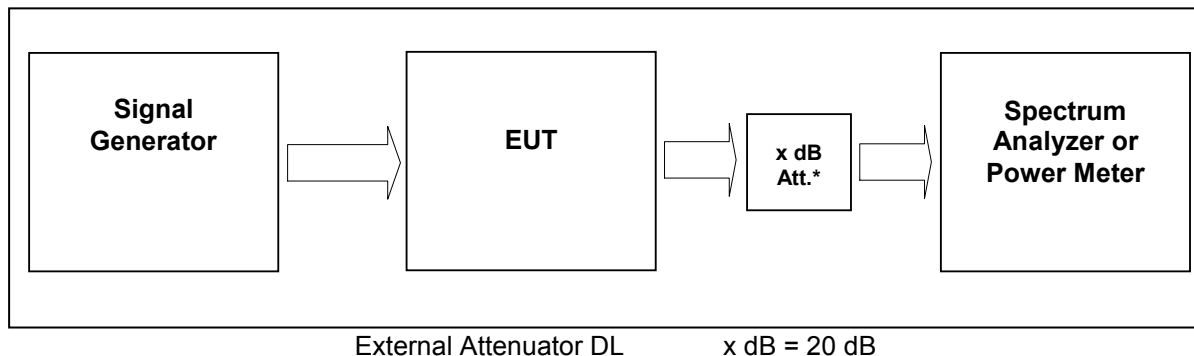 Signal
Generator
EUT
x dB
Att.*
Spectrum
Analyzer or
Power Meter
External Attenuator DL x dB = 20 dB